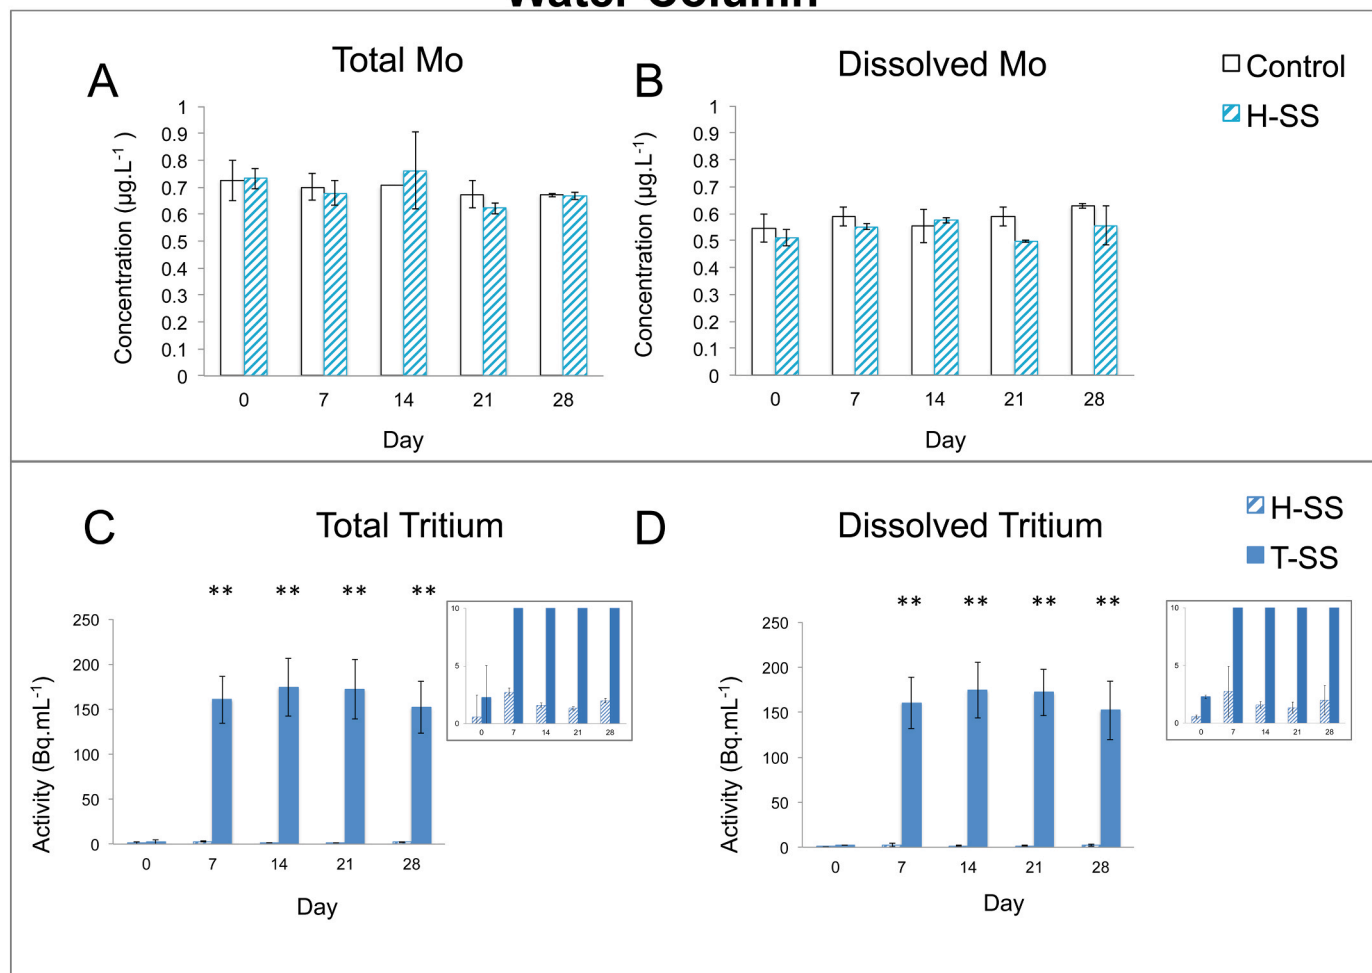 Water Column
A
Total Mo
B
Dissolved Mo
Control
H-SS
Concentration (µg.L-1 )
1
0.9
0.8
0.7
0.6
0.5
0.4
0.3
0.2
0.1
0
0 7 14 21 28
Day
Concentration (µg.L-1)
1
0.9
0.8
0.7
0.6
0.5
0.4
0.3
0.2
0.1
0
0 7 14 21 28
Day
C
Total Tritium
D
Dissolved Tritium
H-SS
T-SS
** ** ** **
Activity (Bq.mL-1)
250
200
150
100
50
0
0 7 14 21 28
Day
10
5
0
0 7 14 21 28
** ** ** **
Activity (Bq.mL-1)
250
200
150
100
50
0
0 7 14 21 28
Day
10
5
0
0 7 14 21 28